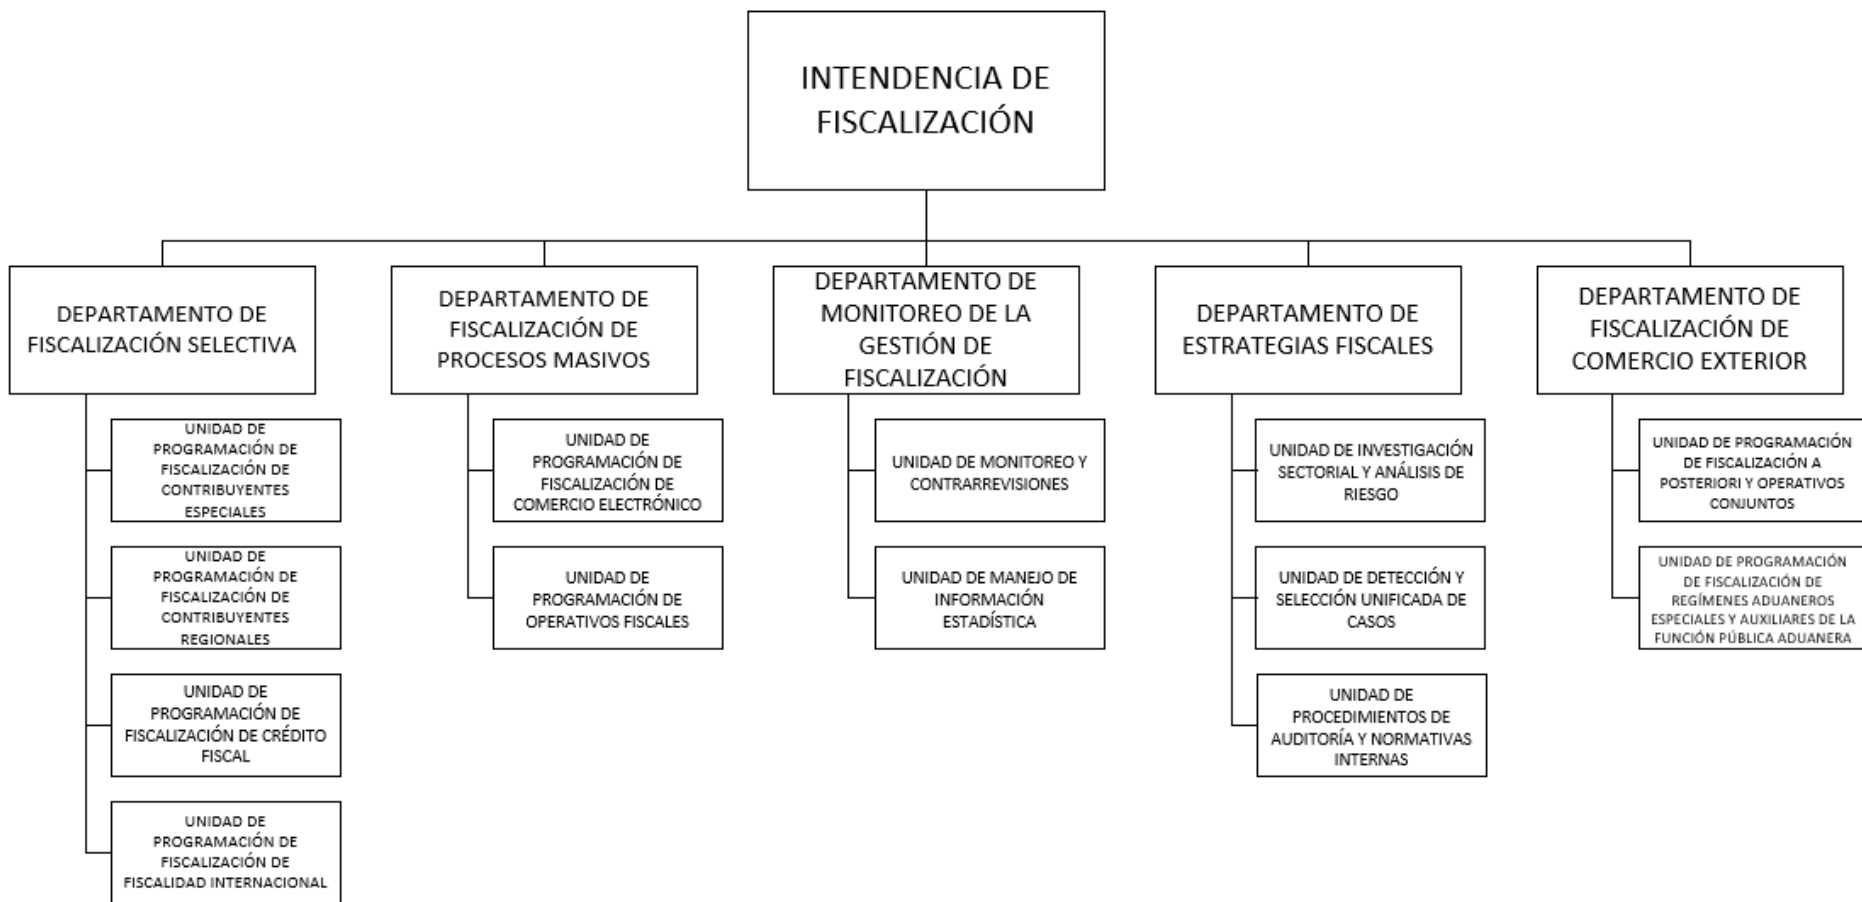 INTENDENCIA DE
FISCALIZACIÓN
DEPARTAMENTO DE
FISCALIZACIÓN SELECTIVA
UNIDAD DE
PROGRAMACIÓN DE
FISCALIZACIÓN DE
CONTRIBUYENTES
ESPECIALES
UNIDAD DE
PROGRAMACIÓN DE
FISCALIZACIÓN DE
CONTRIBUYENTES
REGIONALES
UNIDAD DE
PROGRAMACIÓN DE
FISCALIZACIÓN DE CRÉDITO
FISCAL
UNIDAD DE
PROGRAMACIÓN DE
FISCALIZACIÓN DE
FISCALIDAD INTERNACIONAL
DEPARTAMENTO DE
FISCALIZACIÓN DE
PROCESOS MASIVOS
UNIDAD DE
PROGRAMACIÓN DE
FISCALIZACIÓN DE
COMERCIO ELECTRÓNICO
UNIDAD DE
PROGRAMACIÓN DE
OPERATIVOS FISCALES
DEPARTAMENTO DE
MONITOREO DE LA
GESTIÓN DE
FISCALIZACIÓN
UNIDAD DE MONITOREO Y
CONTRARREVISIONES
UNIDAD DE MANEJO DE
INFORMACIÓN
ESTADÍSTICA
DEPARTAMENTO DE
ESTRATEGIAS FISCALES
UNIDAD DE INVESTIGACIÓN
SECTORIAL Y ANÁLISIS DE
RIESGO
UNIDAD DE DETECCIÓN Y
SELECCIÓN UNIFICADA DE
CASOS
UNIDAD DE
PROCEDIMIENTOS DE
AUDITORÍA Y NORMATIVAS
INTERNAS
DEPARTAMENTO DE
FISCALIZACIÓN DE
COMERCIO EXTERIOR
UNIDAD DE PROGRAMACIÓN
DE FISCALIZACIÓN A
POSTERIORI Y OPERATIVOS
CONJUNTOS
UNIDAD DE PROGRAMACIÓN
DE FISCALIZACIÓN DE
REGÍMENES ADUANEROS
ESPECIALES Y AUXILIARES DE LA
FUNCIÓN PÚBLICA ADUANERA